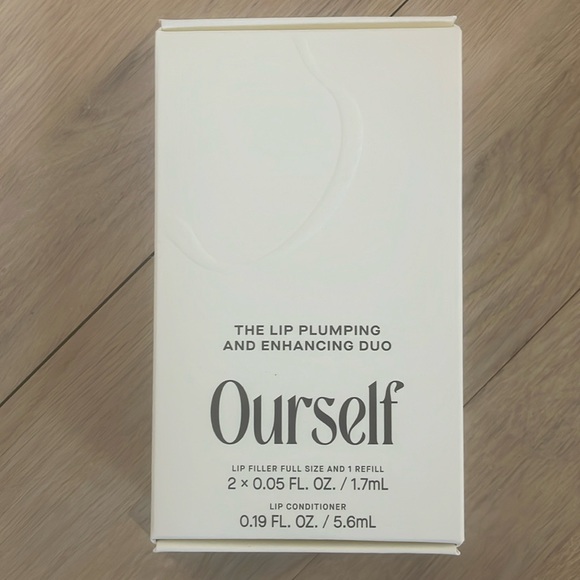 THE LIP PLUMPING
AND ENHANCING DUO
Ourself
LIP FILLER FULL SIZE AND 1 REFILL
2 × 0.05 FL. OZ. / 1.7mL
LIP CONDITIONER
0.19 FL. OZ. / 5.6mL